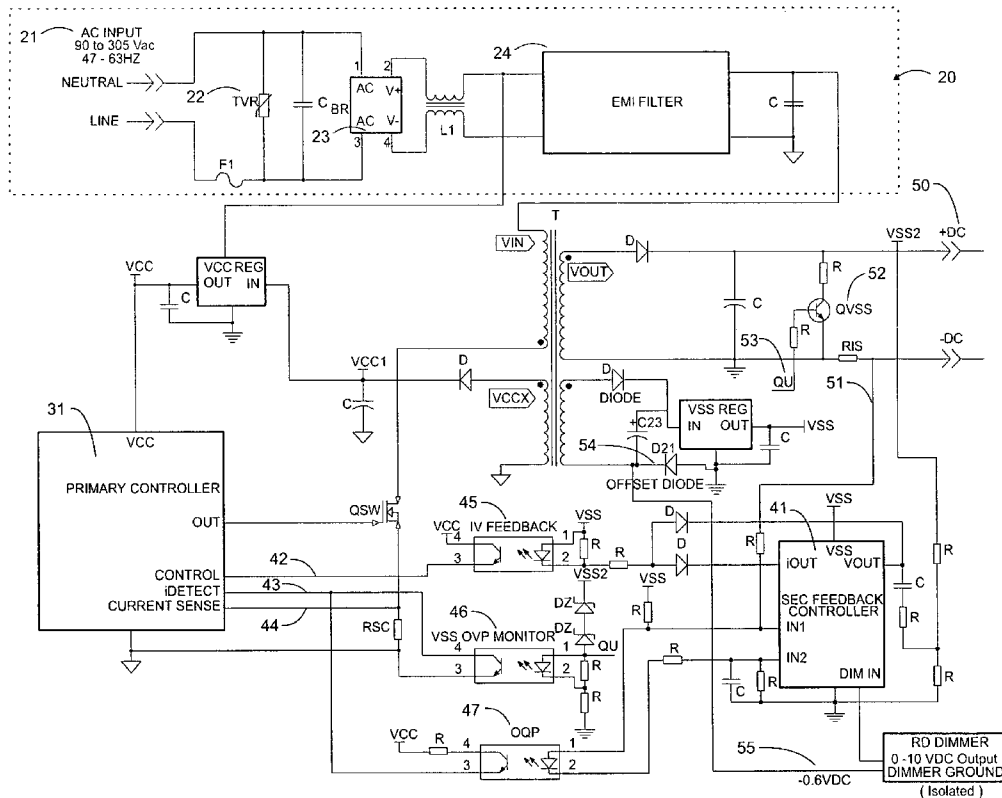 21
AC INPUT
90 to 305 Vac
47 - 63HZ
NEUTRAL
22
TVR
LINE
F1
C
BR
1
2
AC
V+
AC
V-
23
3
4
L1
24
EMI FILTER
C
20
T
VIN
VOUT
D
C
R
QVSS
52
R
53
QU
RIS
VSS2
50
+DC
-DC
51
VCC
VCC REG
OUT
IN
C
VCC1
D
C
VCCX
D
DIODE
+C23
54
D21
OFFSET DIODE
VSS REG
IN
OUT
VSS
C
31
VCC
PRIMARY CONTROLLER
OUT
CONTROL
iDETECT
CURRENT SENSE
42
43
44
QSW
RSC
45
IV FEEDBACK
VCC
4
3
1
2
VSS
R
R
D
D
VSS2
DZ
DZ
QU
R
R
46
VSS OVP MONITOR
4
3
1
2
47
OQP
VCC
R
4
3
1
2
VSS
R
R
R
C
R
41
VSS
VSS
iOUT
VOUT
SEC FEEDBACK
CONTROLLER
IN1
IN2
DIM IN
C
R
R
R
55
-0.6VDC
RD DIMMER
0 -10 VDC Output
DIMMER GROUND
( Isolated )